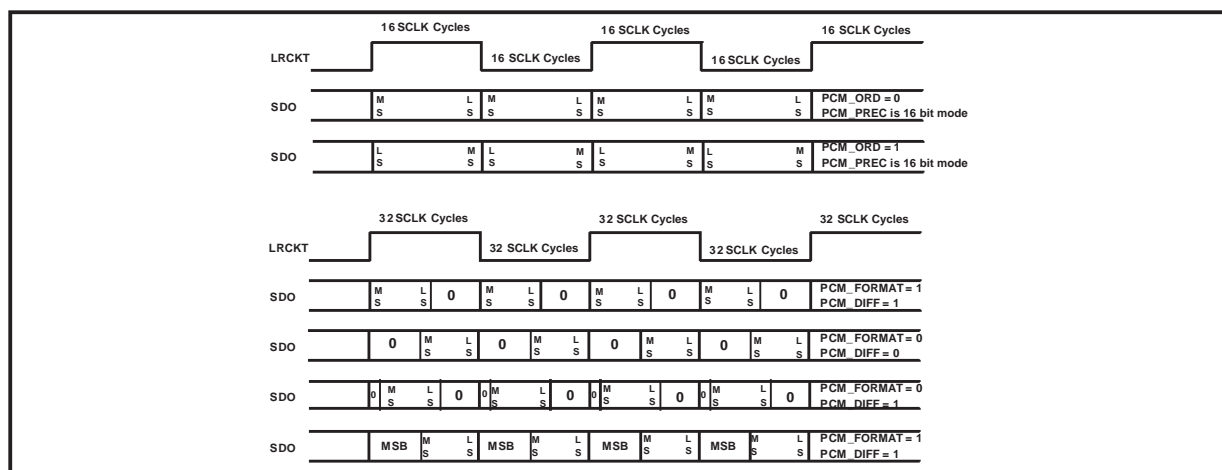 16 SCLK Cycles 16 SCLK Cycles 16 SCLK Cycles
LRCKT 16 SCLK Cycles 16 SCLK Cycles
SDO M L M L M L M L PCM_ORD = 0
S S S S S S S S PCM_PREC is 16 bit mode
SDO L M L M L M L M PCM_ORD = 1
S S S S S S S S PCM_PREC is 16 bit mode
32 SCLK Cycles 32 SCLK Cycles 32 SCLK Cycles
LRCKT 32 SCLK Cycles 32 SCLK Cycles
SDO M L 0 M L 0 M L 0 M L 0 PCM_FORMAT = 1
S S S S S S S S PCM_DIFF = 1
SDO 0 M L 0 M L 0 M L 0 M L PCM_FORMAT = 0
S S S S S S S S PCM_DIFF = 0
SDO 0 M L 0 0 M L 0 0 M L 0 0 M L 0 PCM_FORMAT = 0
S S S S S S S S PCM_DIFF = 1
SDO MSB M L MSB M L MSB M L MSB M L PCM_FORMAT = 1
S S S S S S S S PCM_DIFF = 1